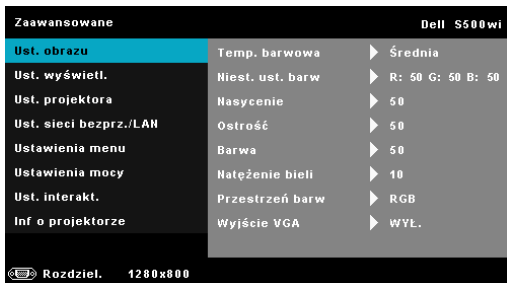 Zaawansowane Dell S500wi
Ust. obrazu Temp. barwowa Średnia
Ust. wyświetl. Niest. ust. barw R: 50 G: 50 B: 50
Ust. projektora Nasycenie 50
Ust. sieci bezprz./LAN Ostrość 50
Ustawienia menu Barwa 50
Ustawienia mocy Natężenie bieli 10
Ust. interakt. Przestrzeń barw RGB
Inf o projektorze Wyjście VGA WYŁ.
Rozdziel. 1280x800